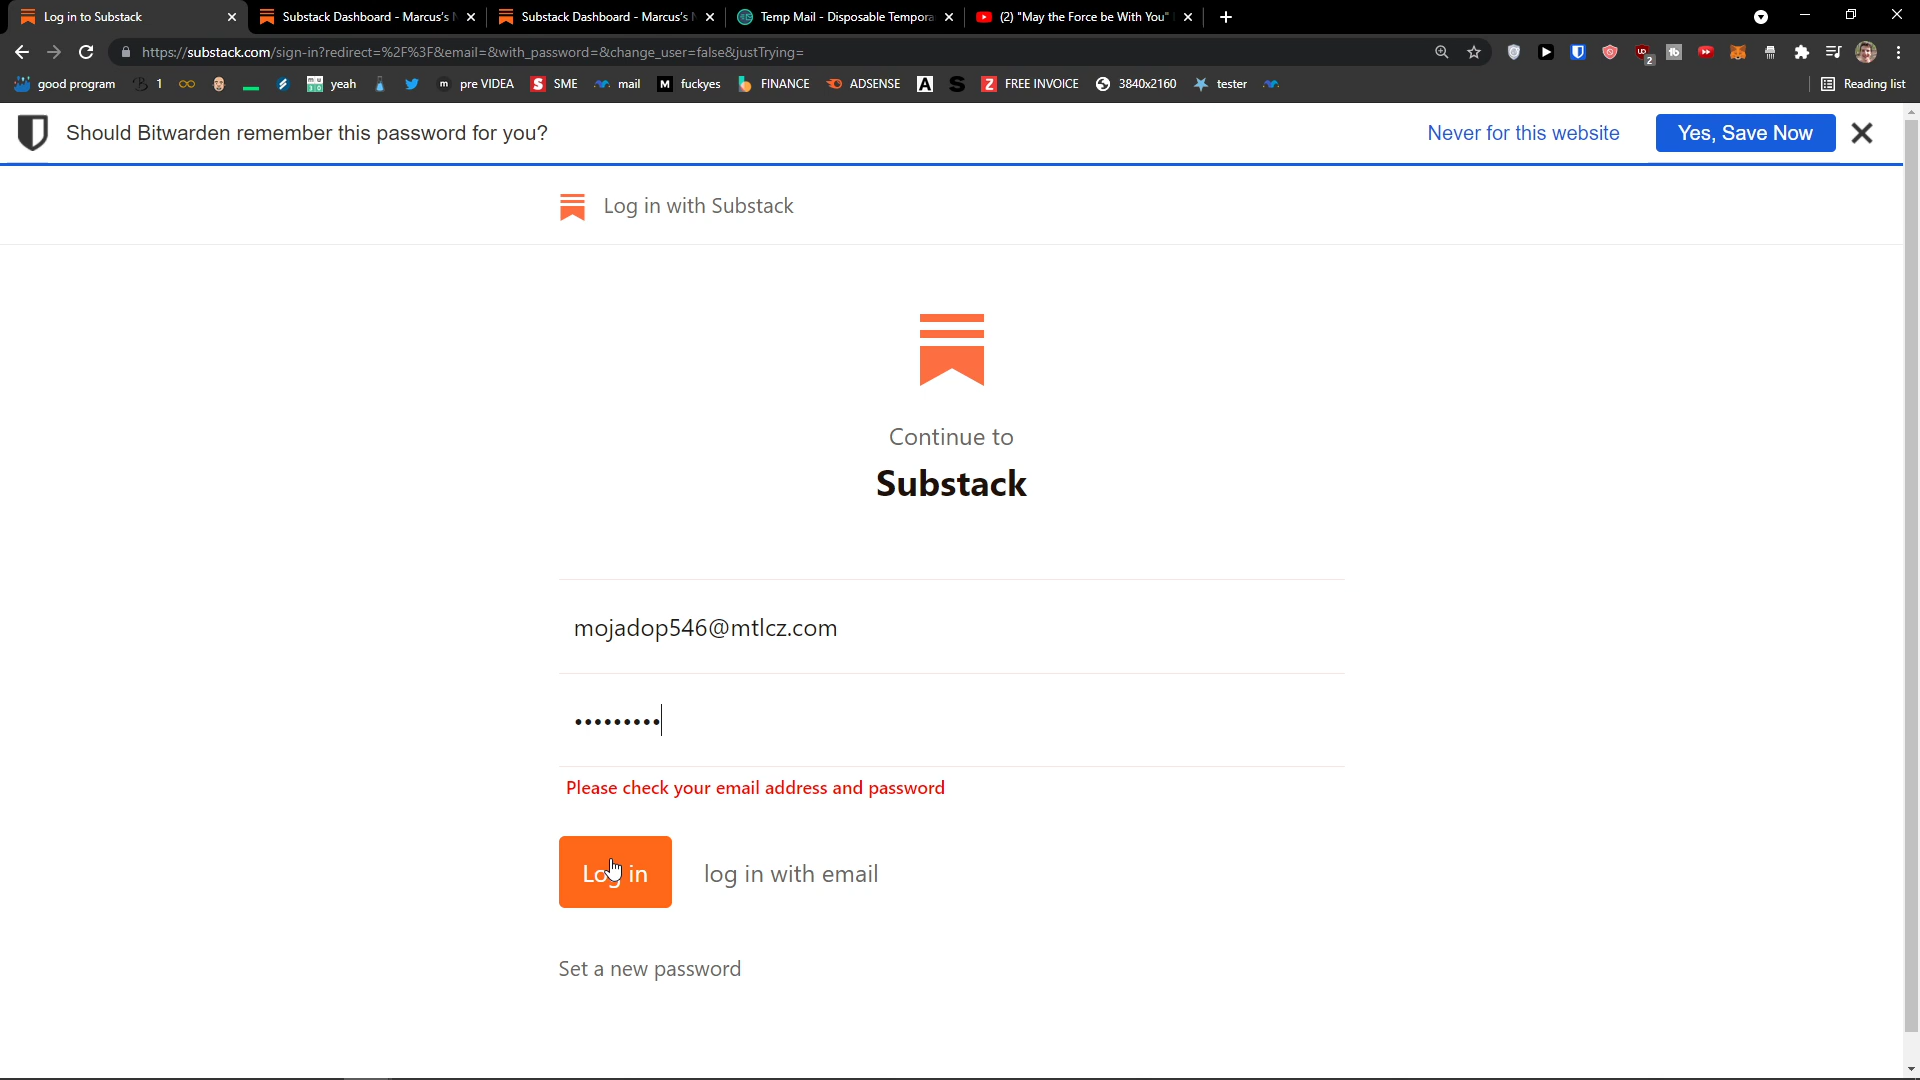 Log in to Substack
Substack Dashboard - Marcus's N
Substack Dashboard - Marcus's N
Temp Mail - Disposable Tempora
(2) "May the Force be With You"
https://substack.com/sign-in?redirect=%2F%3F&email=&with_password=&change_user=false&justTrying=
2
good program
1
yeah
pre VIDEA
SME
mail
fuckyes
FINANCE
ADSENSE
FREE INVOICE
3840x2160
tester
Reading list
Should Bitwarden remember this password for you?
Never for this website
Yes, Save Now
Log in with Substack
Continue to
Substack
mojadop546@mtlcz.com
•••••••••
Please check your email address and password
Log in
log in with email
Set a new password